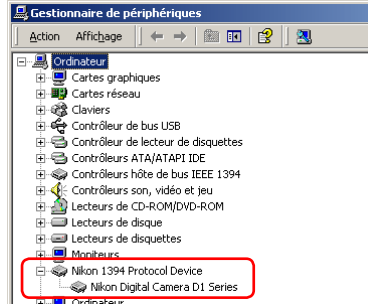 Gestionnaire de périphériques
Action Affichage
Ordinateur
Cartes graphiques
Cartes réseau
Claviers
Contrôleur de bus USB
Contrôleur de lecteur de disquettes
Contrôleurs ATA/ATAPI IDE
Contrôleurs hôte de bus IEEE 1394
Contrôleurs son, vidéo et jeu
Lecteurs de CD-ROM/DVD-ROM
Lecteurs de disque
Lecteurs de disquettes
Moniteurs
Nikon 1394 Protocol Device
Nikon Digital Camera D1 Series
Ordinateur